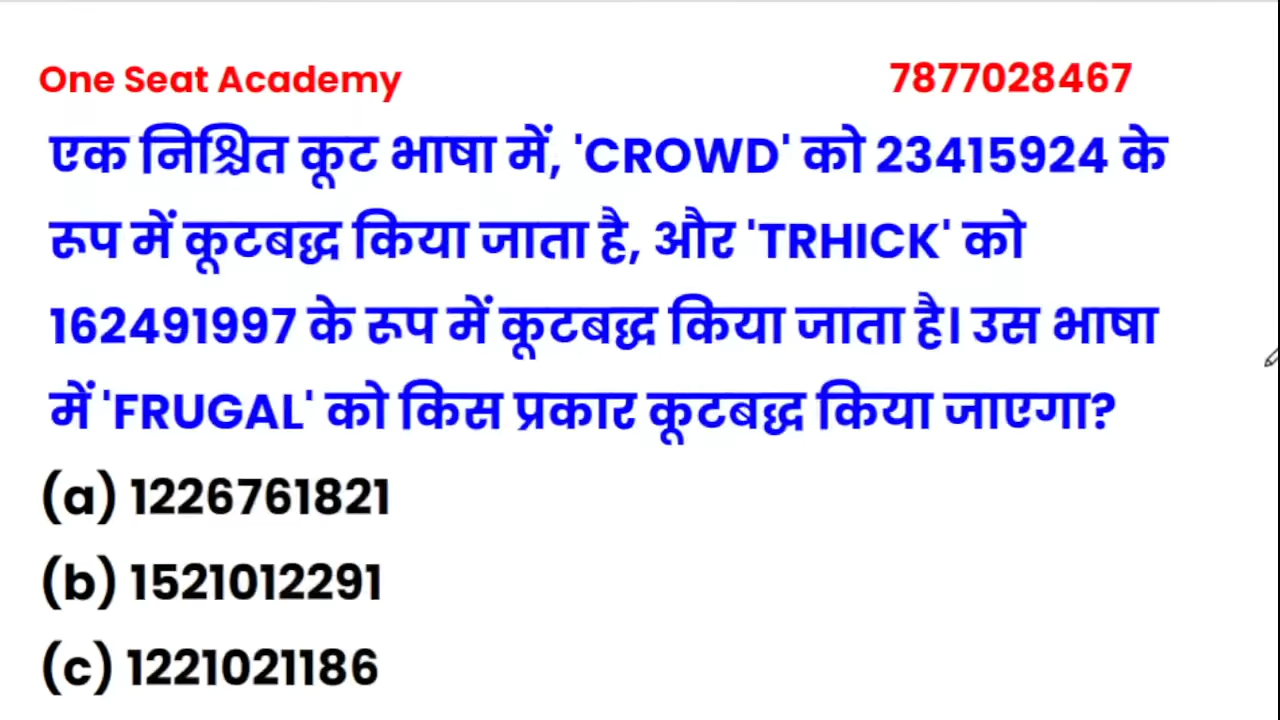 One Seat Academy 7877028467
एक निश्चित कूट भाषा में, 'CROWD' को 23415924 के
रूप में कूटबद्ध किया जाता है, और 'TRHICK' को
162491997 के रूप में कूटबद्ध किया जाता है। उस भाषा
में 'FRUGAL' को किस प्रकार कूटबद्ध किया जाएगा?
(a) 1226761821
(b) 1521012291
(c) 1221021186